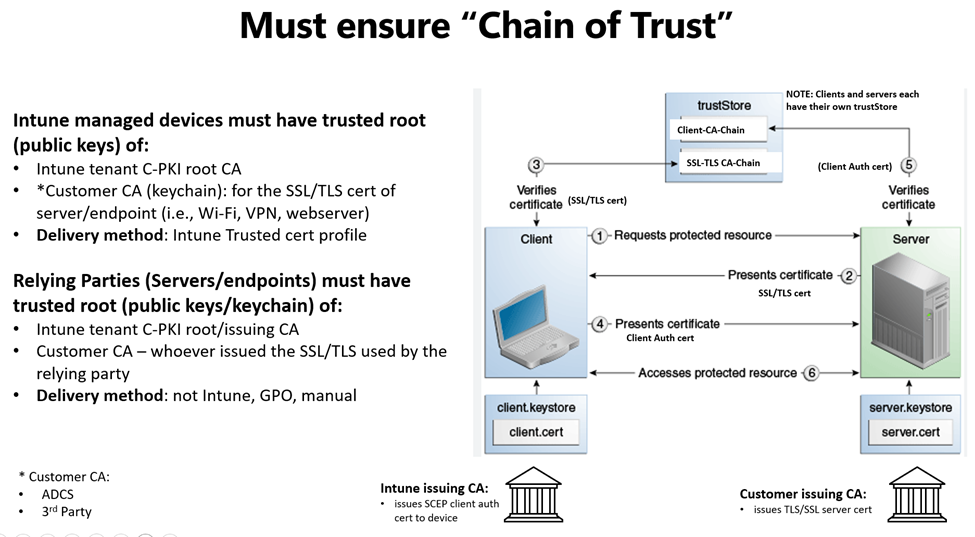 Must ensure “Chain of Trust”
Intune managed devices must have trusted root
(public keys) of:
• Intune tenant C-PKI root CA
• *Customer CA (keychain): for the SSL/TLS cert of
server/endpoint (i.e., Wi-Fi, VPN, webserver)
• Delivery method: Intune Trusted cert profile
Relying Parties (Servers/endpoints) must have
trusted root (public keys/keychain) of:
• Intune tenant C-PKI root/issuing CA
• Customer CA – whoever issued the SSL/TLS used by the
relying party
• Delivery method: not Intune, GPO, manual
* Customer CA:
• ADCS
• 3rd Party
trustStore
Client-CA-Chain
SSL-TLS CA-Chain
NOTE: Clients and servers each
have their own trustStore
3
Verifies
certificate
(SSL/TLS cert)
(Client Auth cert)
5
Verifies
certificate
Client
1 Requests protected resource
Server
Presents certificate 2
SSL/TLS cert
4 Presents certificate
Client Auth cert
Accesses protected resource 6
client.keystore
client.cert
server.keystore
server.cert
Intune issuing CA:
• issues SCEP client auth
cert to device
Customer issuing CA:
• issues TLS/SSL server cert